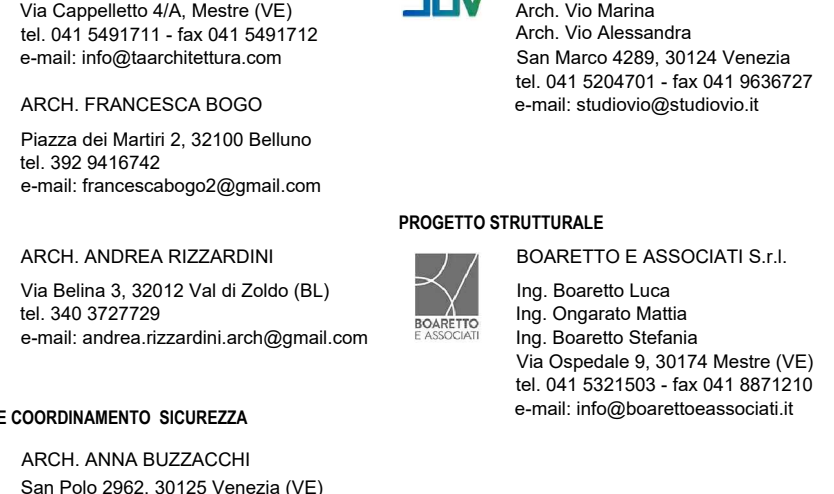 Via Cappelletto 4/A, Mestre (VE)
tel. 041 5491711 - fax 041 5491712
e-mail: info@taarchitettura.com
ARCH. FRANCESCA BOGO
Piazza dei Martiri 2, 32100 Belluno
tel. 392 9416742
e-mail: francescabogo2@gmail.com
ARCH. ANDREA RIZZARDINI
Via Belina 3, 32012 Val di Zoldo (BL)
tel. 340 3727729
e-mail: andrea.rizzardini.arch@gmail.com
E COORDINAMENTO SICUREZZA
ARCH. ANNA BUZZACCHI
San Polo 2962, 30125 Venezia (VE)
Arch. Vio Marina
Arch. Vio Alessandra
San Marco 4289, 30124 Venezia
tel. 041 5204701 - fax 041 9636727
e-mail: studiovio@studiovio.it
PROGETTO STRUTTURALE
BOARETTO
E ASSOCIATI
BOARETTO E ASSOCIATI S.r.l.
Ing. Boaretto Luca
Ing. Ongarato Mattia
Ing. Boaretto Stefania
Via Ospedale 9, 30174 Mestre (VE)
tel. 041 5321503 - fax 041 8871210
e-mail: info@boarettoeassociati.it